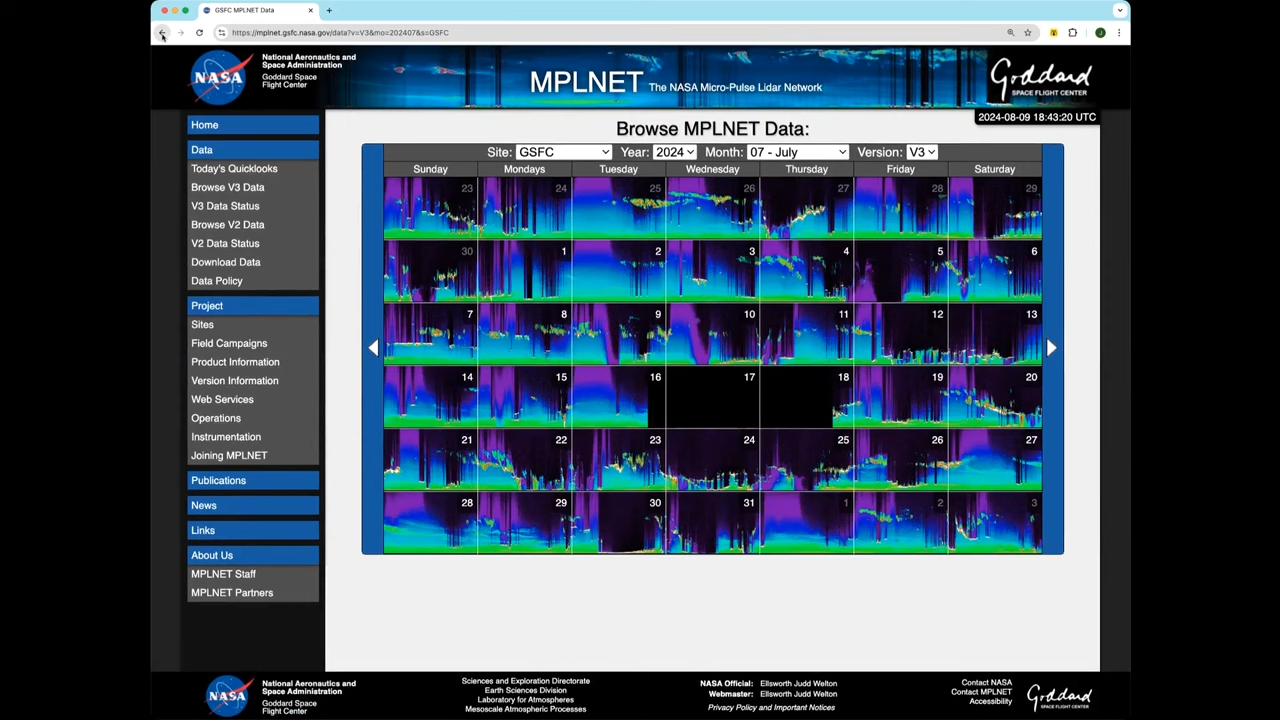 GSFC MPLNET Data
https://mplnet.gsfc.nasa.gov/data?v=V3&mo=202407&s=GSFC
NASA
National Aeronautics and
Space Administration
Goddard Space
Flight Center
MPLNET The NASA Micro-Pulse Lidar Network
Goddard
SPACE FLIGHT CENTER
2024-08-09 18:43:20 UTC
Home
Data
Today's Quicklooks
Browse V3 Data
V3 Data Status
Browse V2 Data
V2 Data Status
Download Data
Data Policy
Project
Sites
Field Campaigns
Product Information
Version Information
Web Services
Operations
Instrumentation
Joining MPLNET
Publications
News
Links
About Us
MPLNET Staff
MPLNET Partners
Browse MPLNET Data:
Site: GSFC Year: 2024 Month: 07 - July Version: V3
Sunday Mondays Tuesday Wednesday Thursday Friday Saturday
23 24 25 26 27 28 29
30 1 2 3 4 5 6
7 8 9 10 11 12 13
14 15 16 17 18 19 20
21 22 23 24 25 26 27
28 29 30 31 1 2 3
NASA
National Aeronautics and
Space Administration
Goddard Space
Flight Center
Sciences and Exploration Directorate
Earth Sciences Division
Laboratory for Atmospheres
Mesoscale Atmospheric Processes
NASA Official: Ellsworth Judd Welton
Webmaster: Ellsworth Judd Welton
Privacy Policy and Important Notices
Contact NASA
Contact MPLNET
Accessibility
Goddard
SPACE FLIGHT CENTER